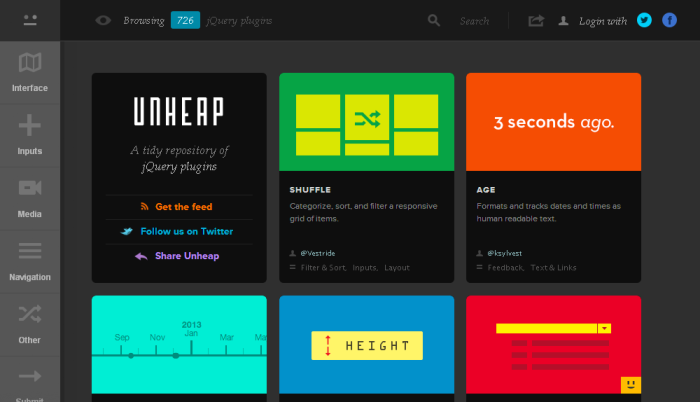 Browsing 726 jQuery plugins
Search
Login with
Interface
Inputs
Media
Navigation
Other
Submit
UNHEAP
A tidy repository of
jQuery plugins
Get the feed
Follow us on Twitter
Share Unheap
SHUFFLE
Categorize, sort, and filter a responsive
grid of items.
@Vestride
Filter & Sort, Inputs, Layout
3 seconds ago.
AGE
Formats and tracks dates and times as
human readable text.
@ksylvest
Feedback, Text & Links
2013
Sep Nov Jan Mar Ma
HEIGHT